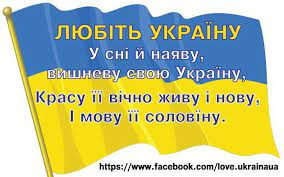 ЛЮБІТЬ УКРАЇНУ
У сні й наяву,
вишневу свою Україну,
Красу її вічно живу і нову,
І мову її солов'їну.
https://www.facebook.com/love.ukrainaua